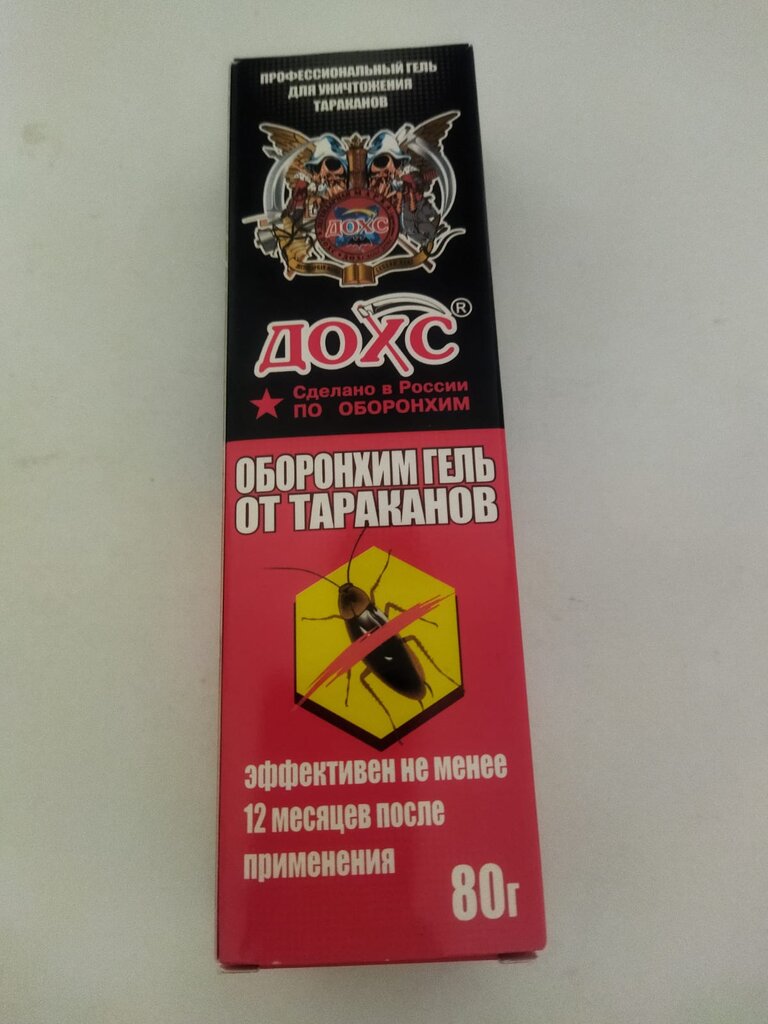 ПРОФЕССИОНАЛЬНЫЙ ГЕЛЬ
ДЛЯ УНИЧТОЖЕНИЯ
ТАРАКАНОВ
ДОХС
ДОХС®
Сделано в России
ПО ОБОРОНХИМ
ОБОРОНХИМ ГЕЛЬ
ОТ ТАРАКАНОВ
эффективен не менее
12 месяцев после
применения
80г